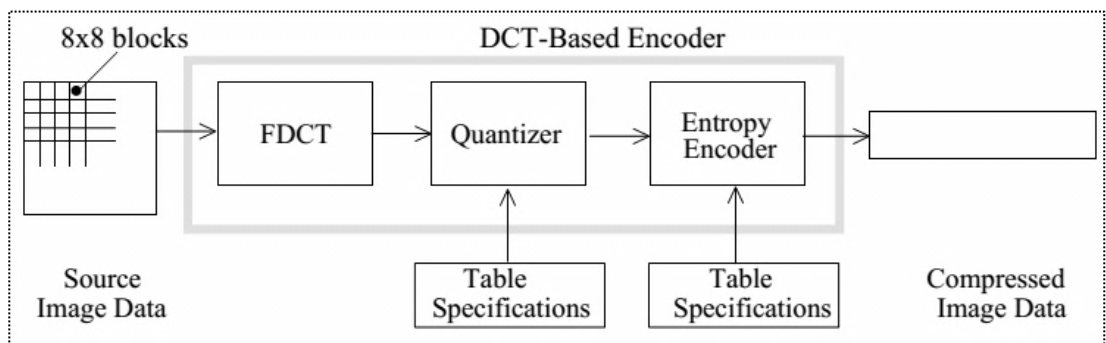 8x8 blocks
DCT-Based Encoder
FDCT
Quantizer
Entropy
Encoder
Source
Image Data
Table
Specifications
Table
Specifications
Compressed
Image Data